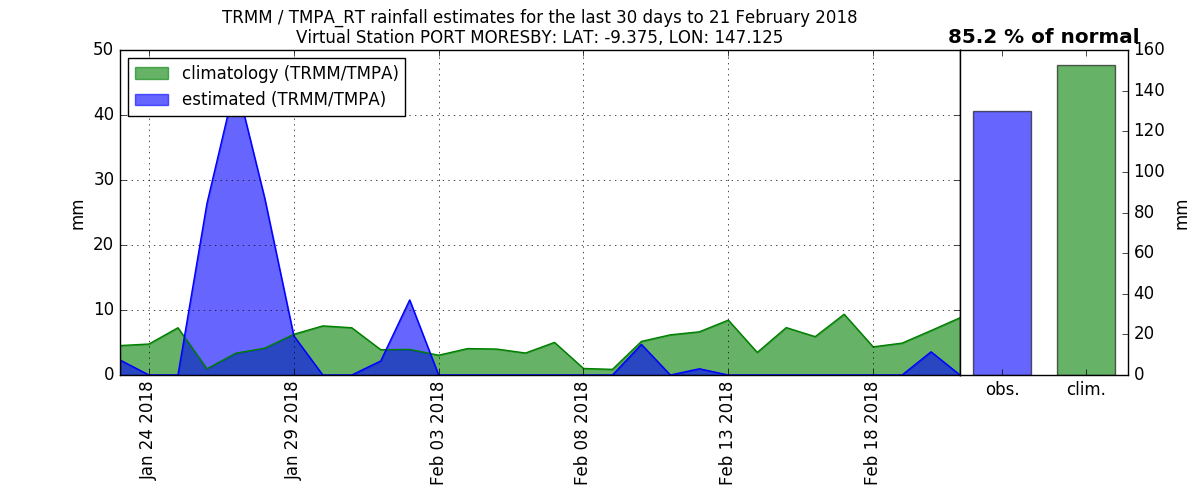 TRMM / TMPA_RT rainfall estimates for the last 30 days to 21 February 2018
Virtual Station PORT MORESBY: LAT: -9.375, LON: 147.125
85.2 % of normal
climatology (TRMM/TMPA)
estimated (TRMM/TMPA)
50
40
30
20
10
0
mm
Jan 24 2018
Jan 29 2018
Feb 03 2018
Feb 08 2018
Feb 13 2018
Feb 18 2018
obs.
clim.
160
140
120
100
80
60
40
20
0
mm